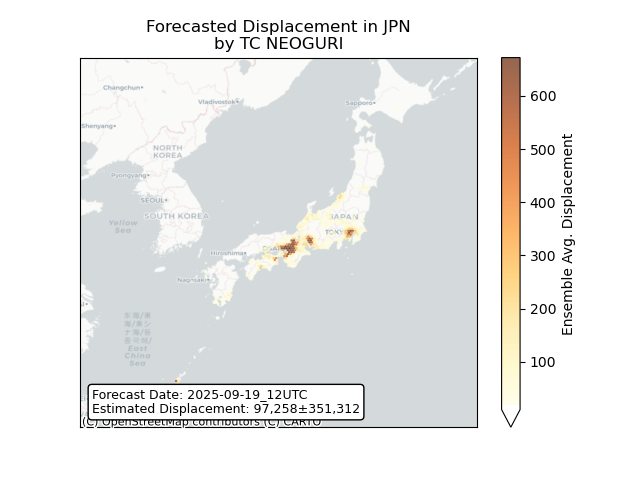 Forecasted Displacement in JPN
by TC NEOGURI
Changchun
Vladivostok
Sapporo
Shenyang
NORTH
KOREA
Pyongyang
SEOUL
SOUTH KOREA
Yellow
Sea
JAPAN
TOKYO
Hiroshima
Nagasaki
East
China
Sea
Forecast Date: 2025-09-19_12UTC
Estimated Displacement: 97,258±351,312
(C) OpenStreetMap contributors (C) CARTO
600
500
400
300
200
100
Ensemble Avg. Displacement